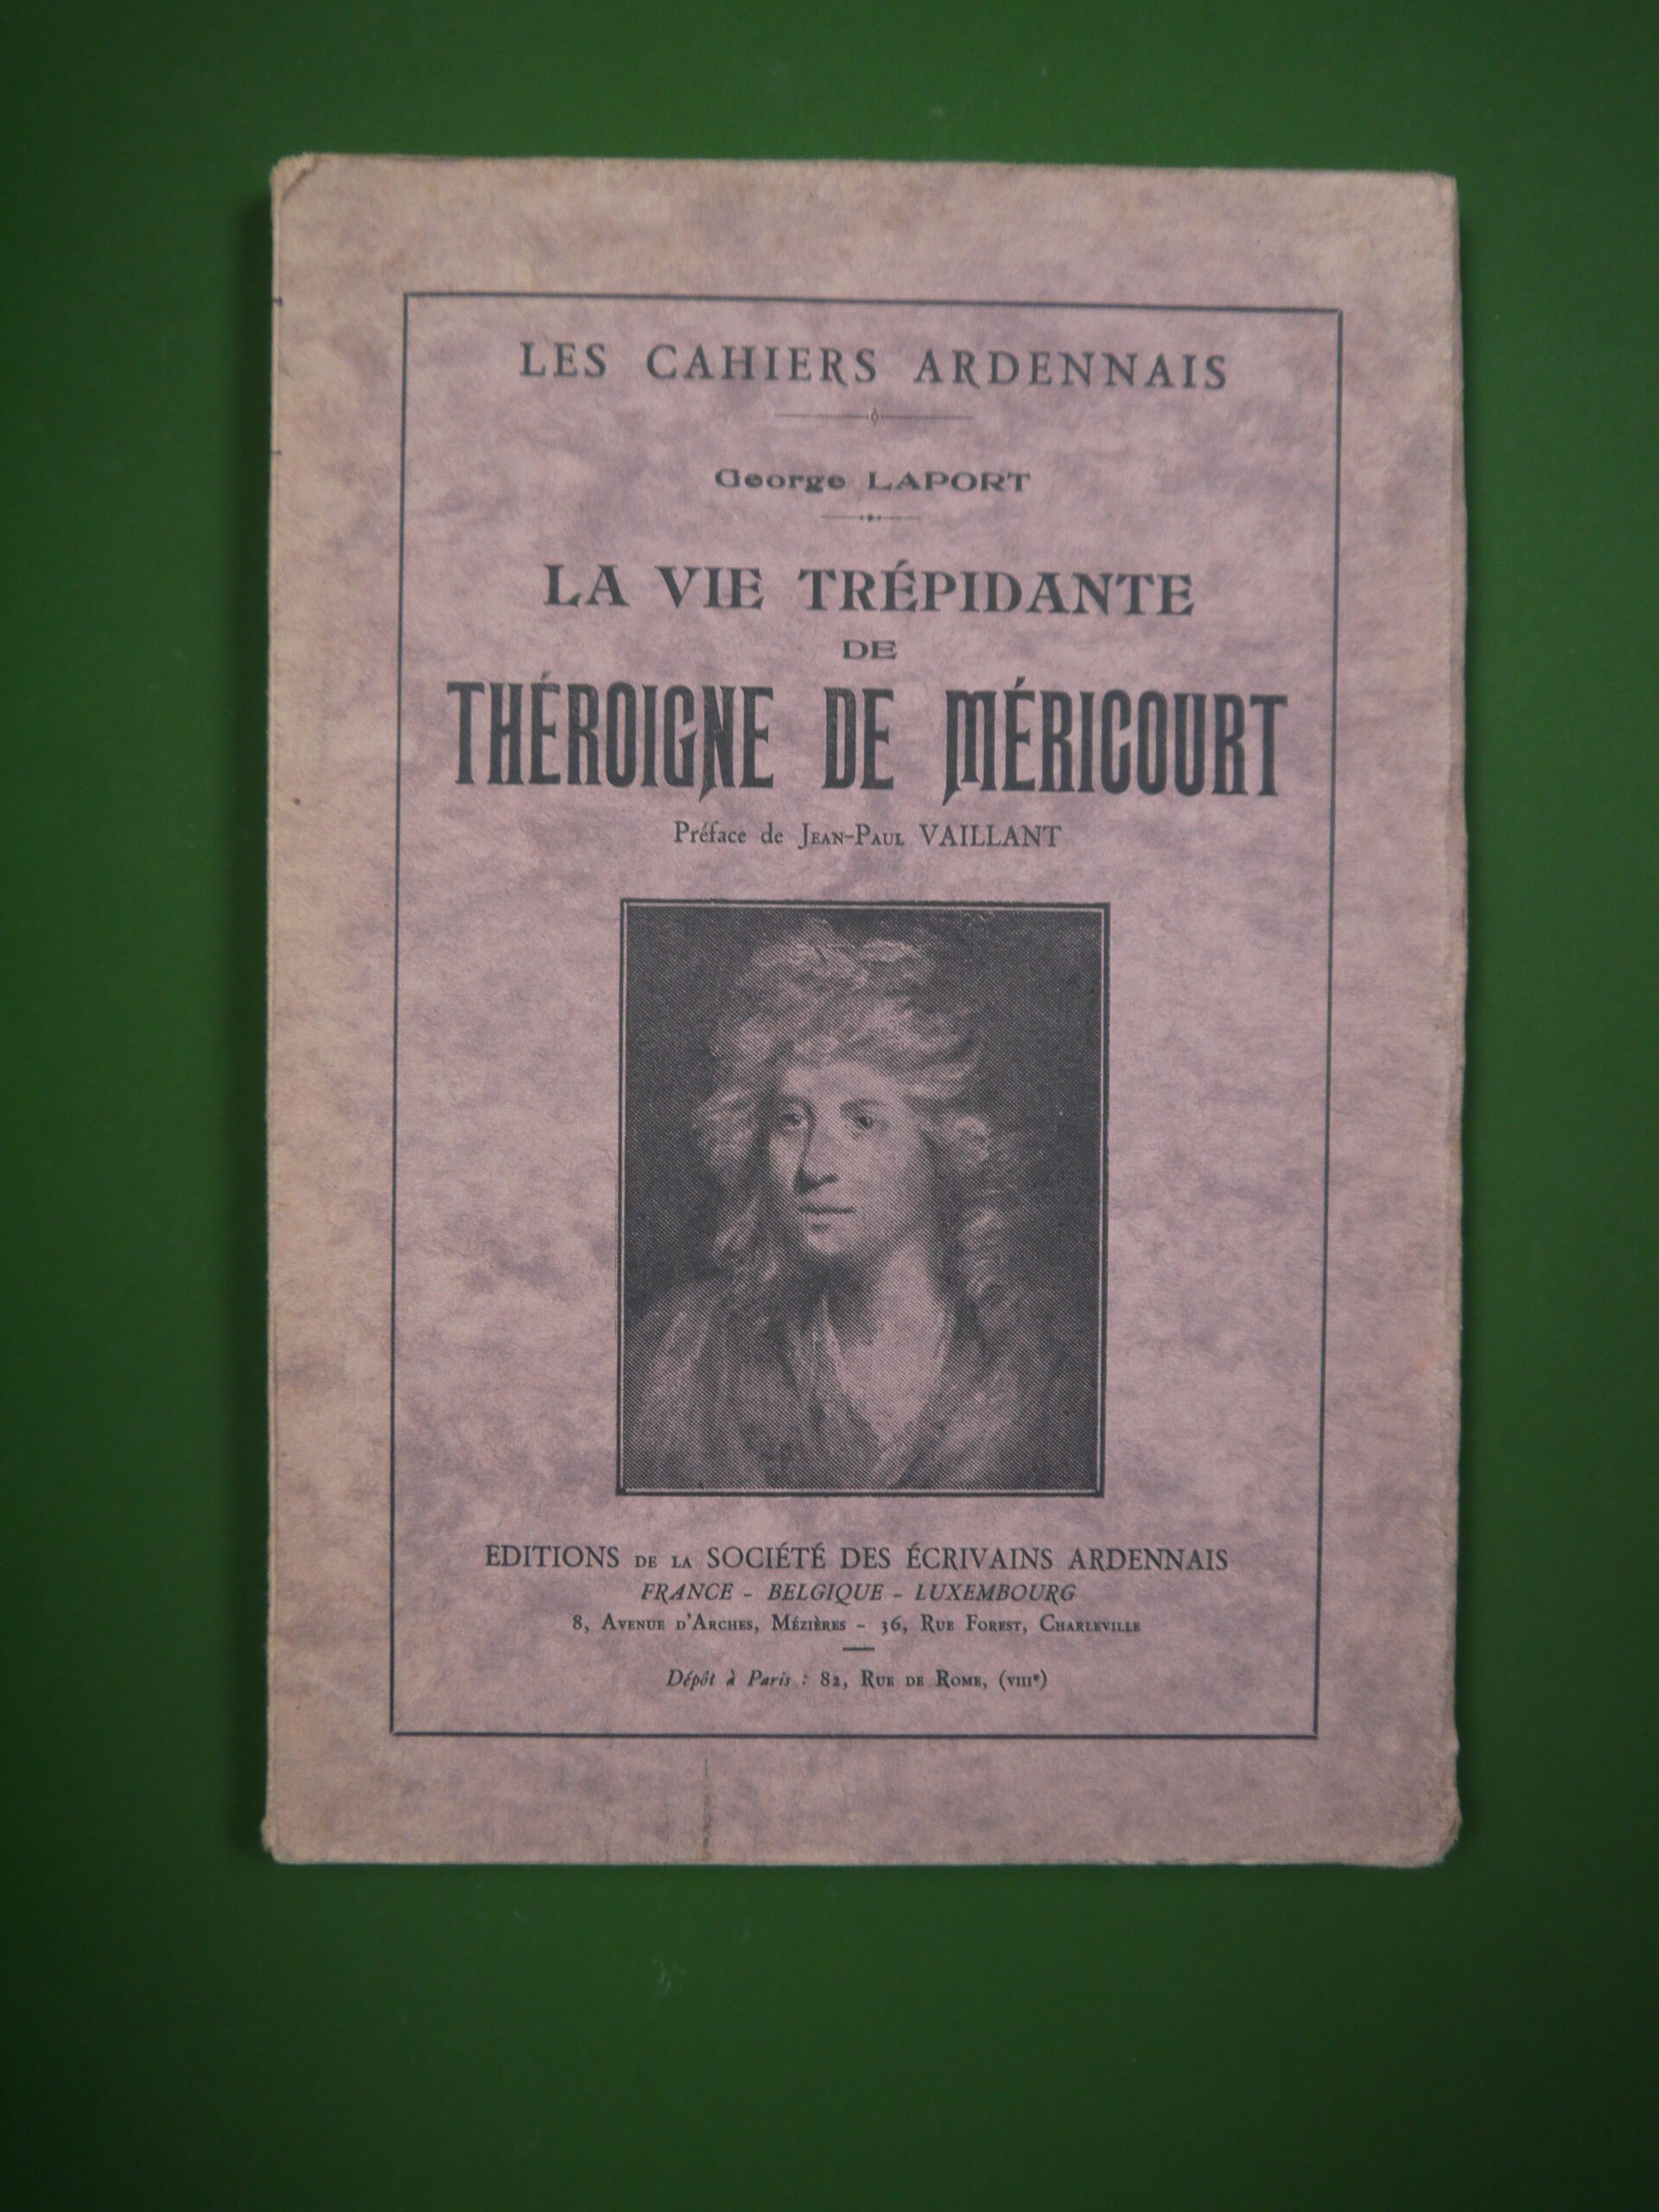 LES CAHIERS ARDENNAIS
George LAPORT
LA VIE TRÉPIDANTE
DE
THÉROIGNE DE MÉRICOURT
Préface de JEAN-PAUL VAILLANT
EDITIONS DE LA SOCIÉTÉ DES ÉCRIVAINS ARDENNAIS
FRANCE - BELGIQUE - LUXEMBOURG
8, AVENUE D'ARCHES, MÉZIÈRES - 36, RUE FOREST, CHARLEVILLE
Dépôt à Paris : 82, RUE DE ROME, (VIIIe)